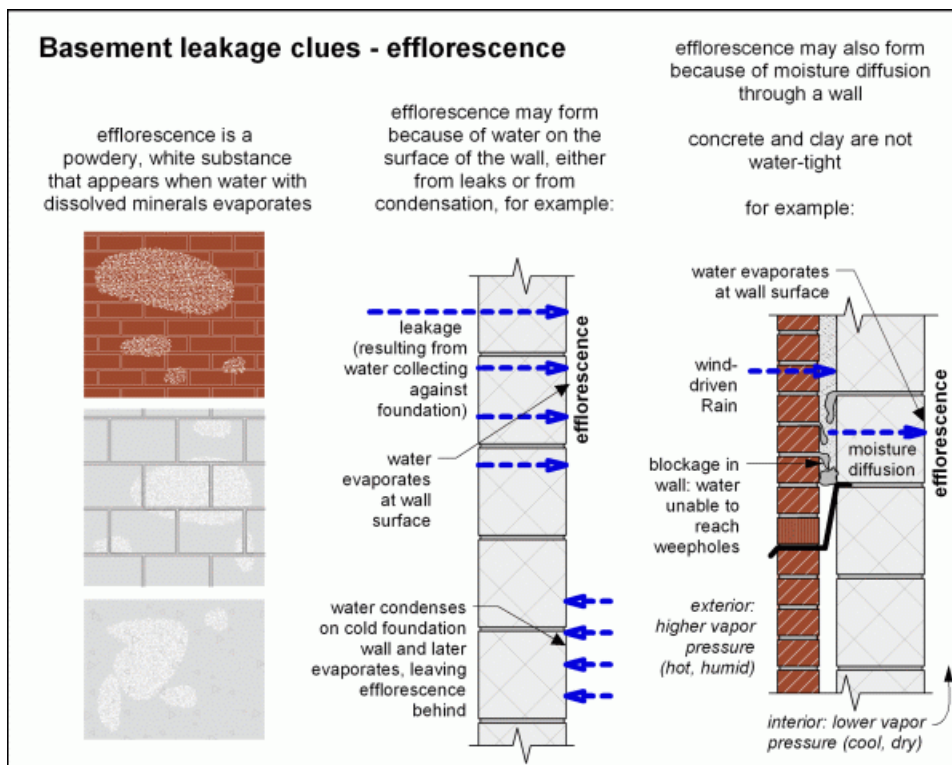 Basement leakage clues - efflorescence
efflorescence is a
powdery, white substance
that appears when water with
dissolved minerals evaporates
efflorescence may form
because of water on the
surface of the wall, either
from leaks or from
condensation, for example:
leakage
(resulting from
water collecting
against
foundation)
efflorescence
water
evaporates
at wall
surface
water condenses
on cold foundation
wall and later
evaporates, leaving
efflorescence
behind
efflorescence may also form
because of moisture diffusion
through a wall
concrete and clay are not
water-tight
for example:
water evaporates
at wall surface
wind-
driven
Rain
moisture
diffusion
efflorescence
blockage in
wall: water
unable to
reach
weepholes
exterior:
higher vapor
pressure
(hot, humid)
interior: lower vapor
pressure (cool, dry)